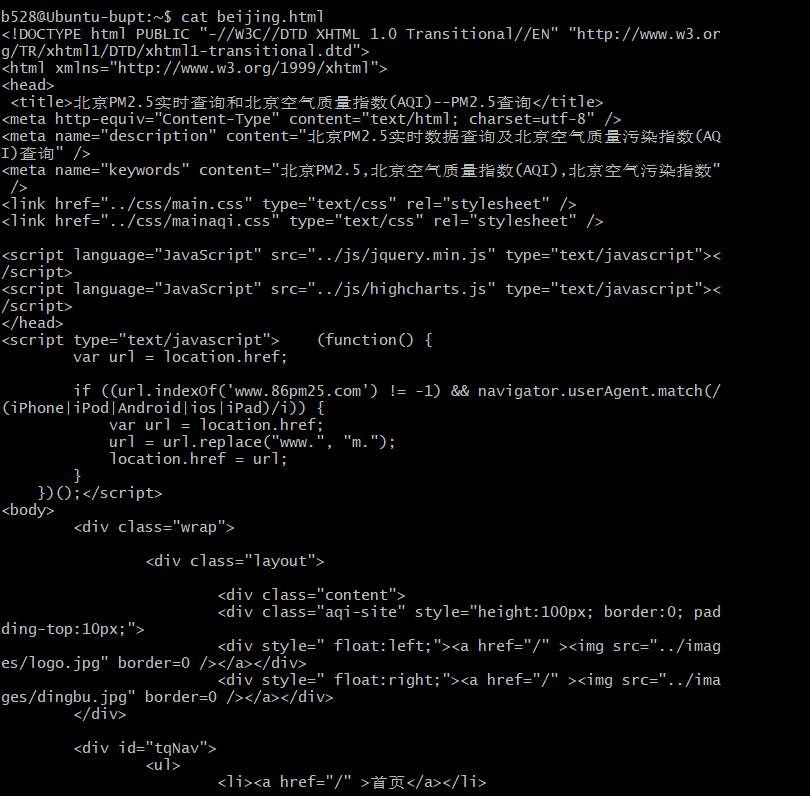 b528@Ubuntu-bupt:~$ cat beijing.html
<!DOCTYPE html PUBLIC "-//W3C//DTD XHTML 1.0 Transitional//EN" "http://www.w3.or
g/TR/xhtml1/DTD/xhtml1-transitional.dtd">
<html xmlns="http://www.w3.org/1999/xhtml">
<head>
 <title>北京PM2.5实时查询和北京空气质量指数(AQI)--PM2.5查询</title>
<meta http-equiv="Content-Type" content="text/html; charset=utf-8" />
<meta name="description" content="北京PM2.5实时数据查询及北京空气质量污染指数(AQ
I)查询" />
<meta name="keywords" content="北京PM2.5,北京空气质量指数(AQI),北京空气污染指数"
 />
<link href="../css/main.css" type="text/css" rel="stylesheet" />
<link href="../css/mainaqi.css" type="text/css" rel="stylesheet" />

<script language="JavaScript" src="../js/jquery.min.js" type="text/javascript"><
/script>
<script language="JavaScript" src="../js/highcharts.js" type="text/javascript"><
/script>
</head>
<script type="text/javascript">    (function() {
        var url = location.href;

        if ((url.indexOf('www.86pm25.com') != -1) && navigator.userAgent.match(/
(iPhone|iPod|Android|ios|iPad)/i)) {
            var url = location.href;
            url = url.replace("www.", "m.");
            location.href = url;
        }
    })();</script>
<body>
        <div class="wrap">

                <div class="layout">

                        <div class="content">
                        <div class="aqi-site" style="height:100px; border:0; pad
ding-top:10px;">
                        <div style=" float:left;"><a href="/" ><img src="../imag
es/logo.jpg" border=0 /></a></div>
                        <div style=" float:right;"><a href="/" ><img src="../ima
ges/dingbu.jpg" border=0 /></a></div>
        </div>

        <div id="tqNav">
                <ul>
                        <li><a href="/" >首页</a></li>